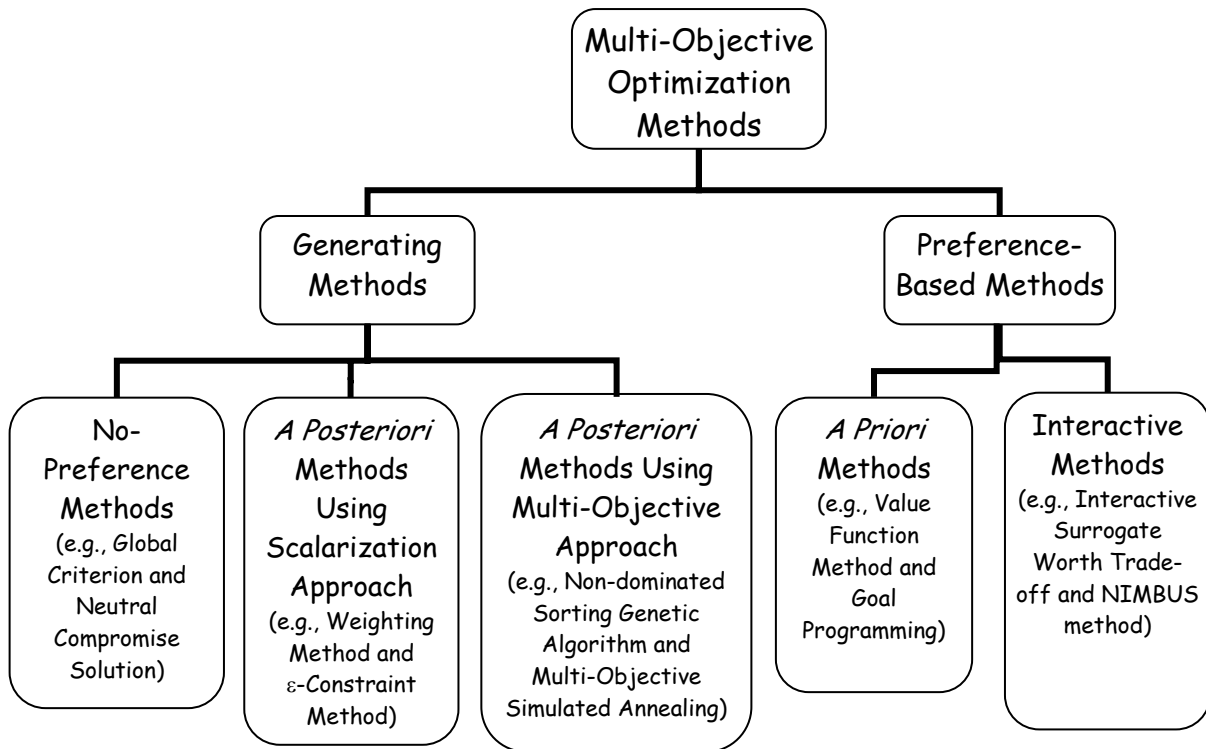 Multi-Objective
Optimization
Methods
Generating
Methods
Preference-
Based Methods
No-
Preference
Methods
(e.g., Global
Criterion and
Neutral
Compromise
Solution)
A Posteriori
Methods
Using
Scalarization
Approach
(e.g., Weighting
Method and
ε-Constraint
Method)
A Posteriori
Methods Using
Multi-Objective
Approach
(e.g., Non-dominated
Sorting Genetic
Algorithm and
Multi-Objective
Simulated Annealing)
A Priori
Methods
(e.g., Value
Function
Method and
Goal
Programming)
Interactive
Methods
(e.g., Interactive
Surrogate
Worth Trade-
off and NIMBUS
method)